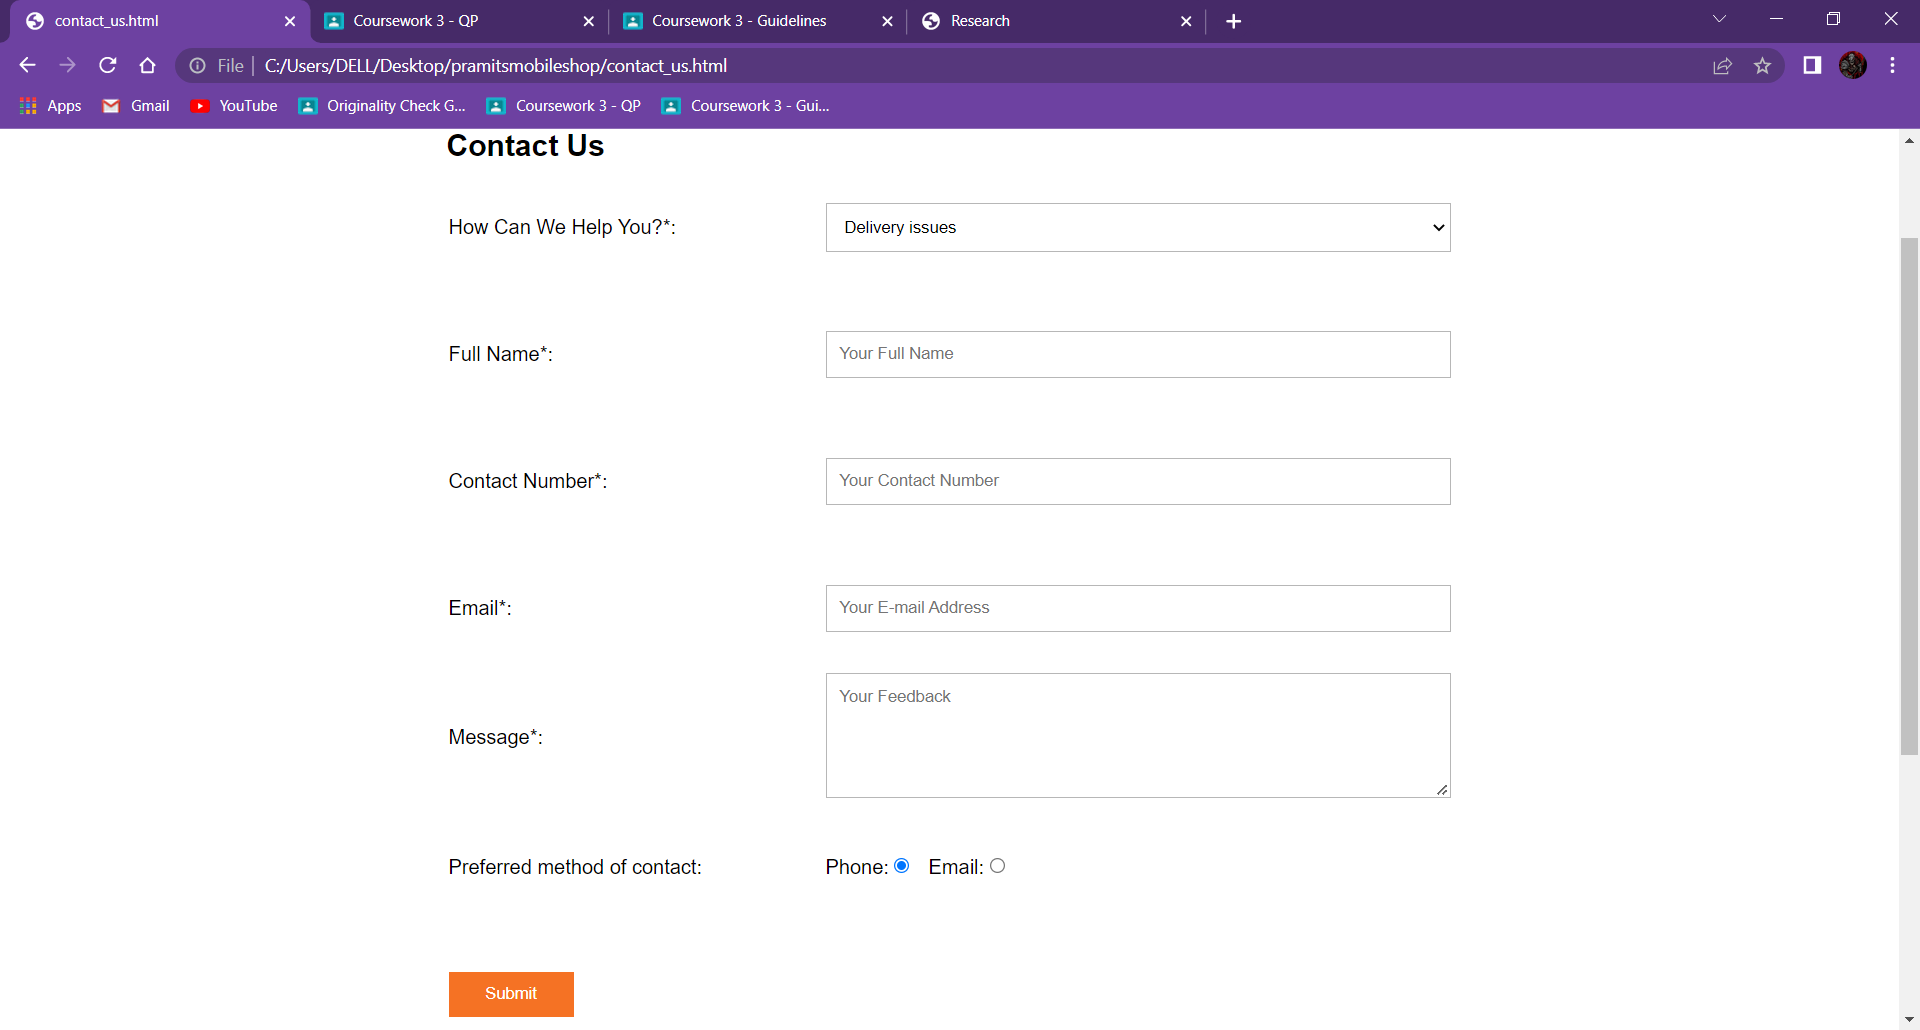 contact_us.html
Coursework 3 - QP
Coursework 3 - Guidelines
Research
File | C:/Users/DELL/Desktop/pramitsmobileshop/contact_us.html
Apps
Gmail
YouTube
Originality Check G...
Coursework 3 - QP
Coursework 3 - Gui...
Contact Us
How Can We Help You?*:
Delivery issues
Full Name*:
Your Full Name
Contact Number*:
Your Contact Number
Email*:
Your E-mail Address
Message*:
Your Feedback
Preferred method of contact:
Phone: Email:
Submit